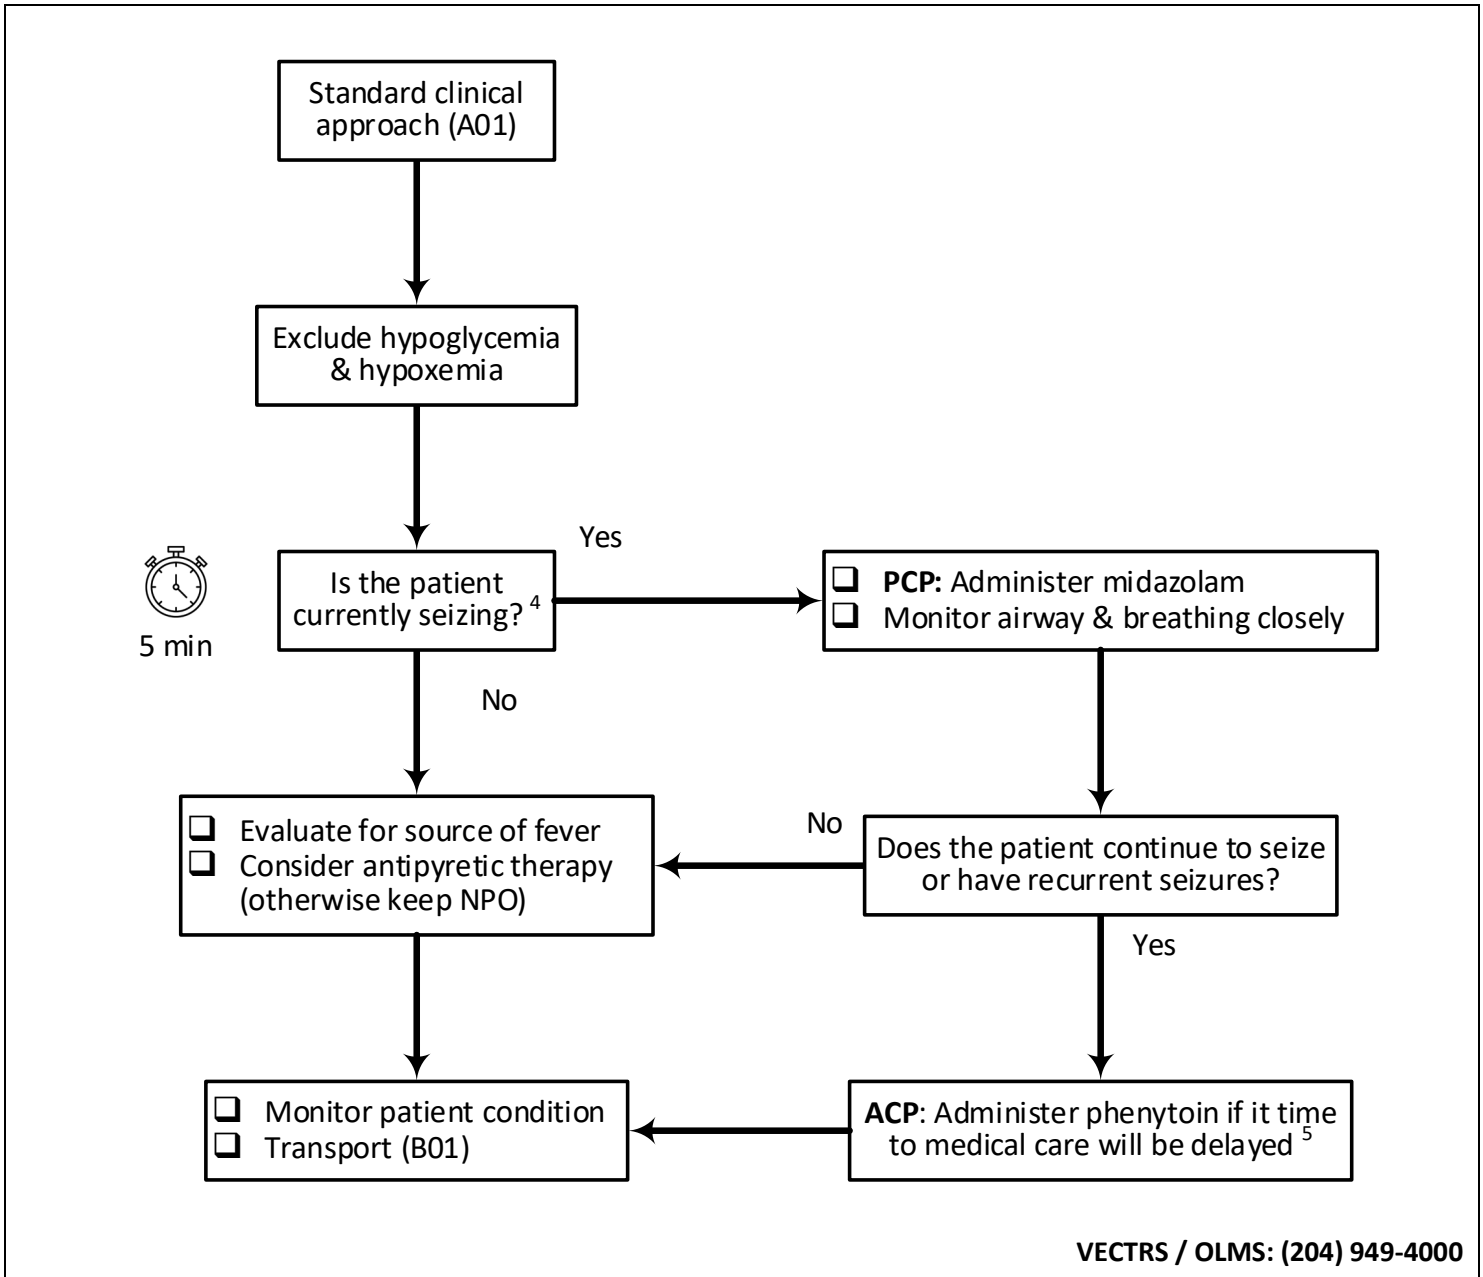 Standard clinical
approach (A01)
Exclude hypoglycemia
& hypoxemia
5 min
Is the patient
currently seizing? 4
Yes
❑ PCP: Administer midazolam
❑ Monitor airway & breathing closely
No
❑ Evaluate for source of fever
❑ Consider antipyretic therapy
(otherwise keep NPO)
No
Does the patient continue to seize
or have recurrent seizures?
Yes
❑ Monitor patient condition
❑ Transport (B01)
ACP: Administer phenytoin if it time
to medical care will be delayed 5
VECTRS / OLMS: (204) 949-4000